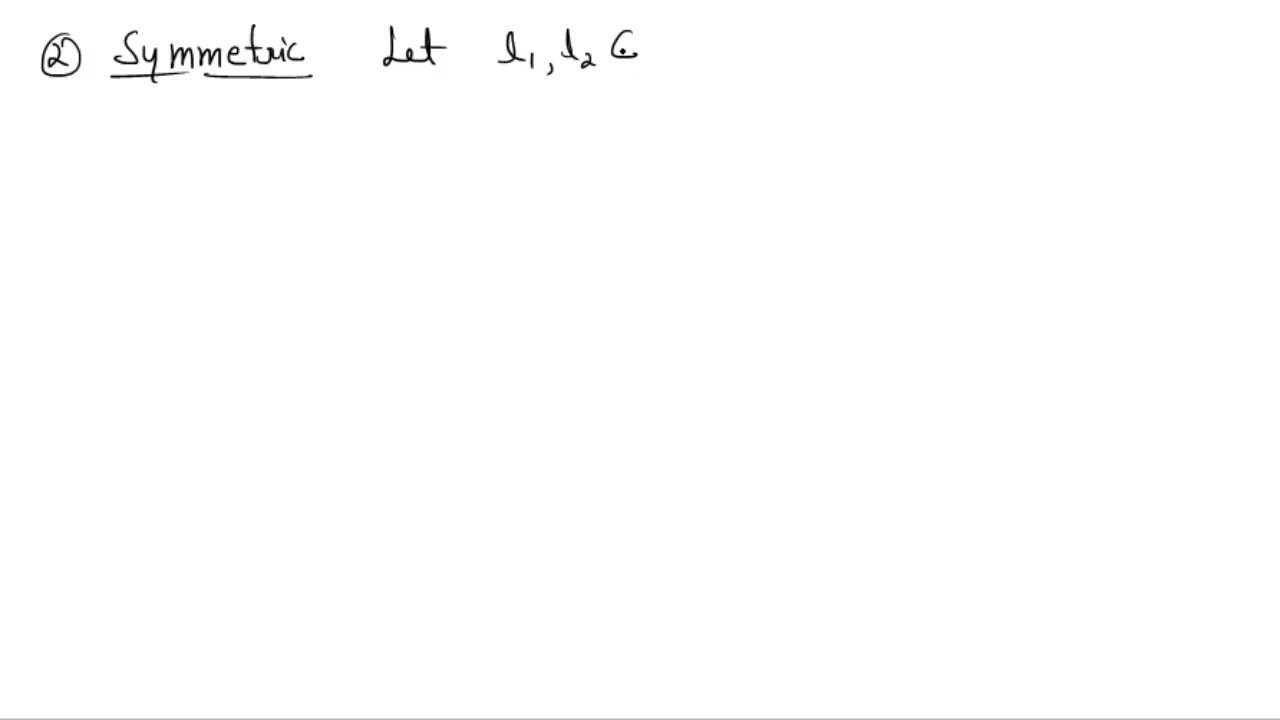 ② Symmetric Let l₁, l₂ ∈